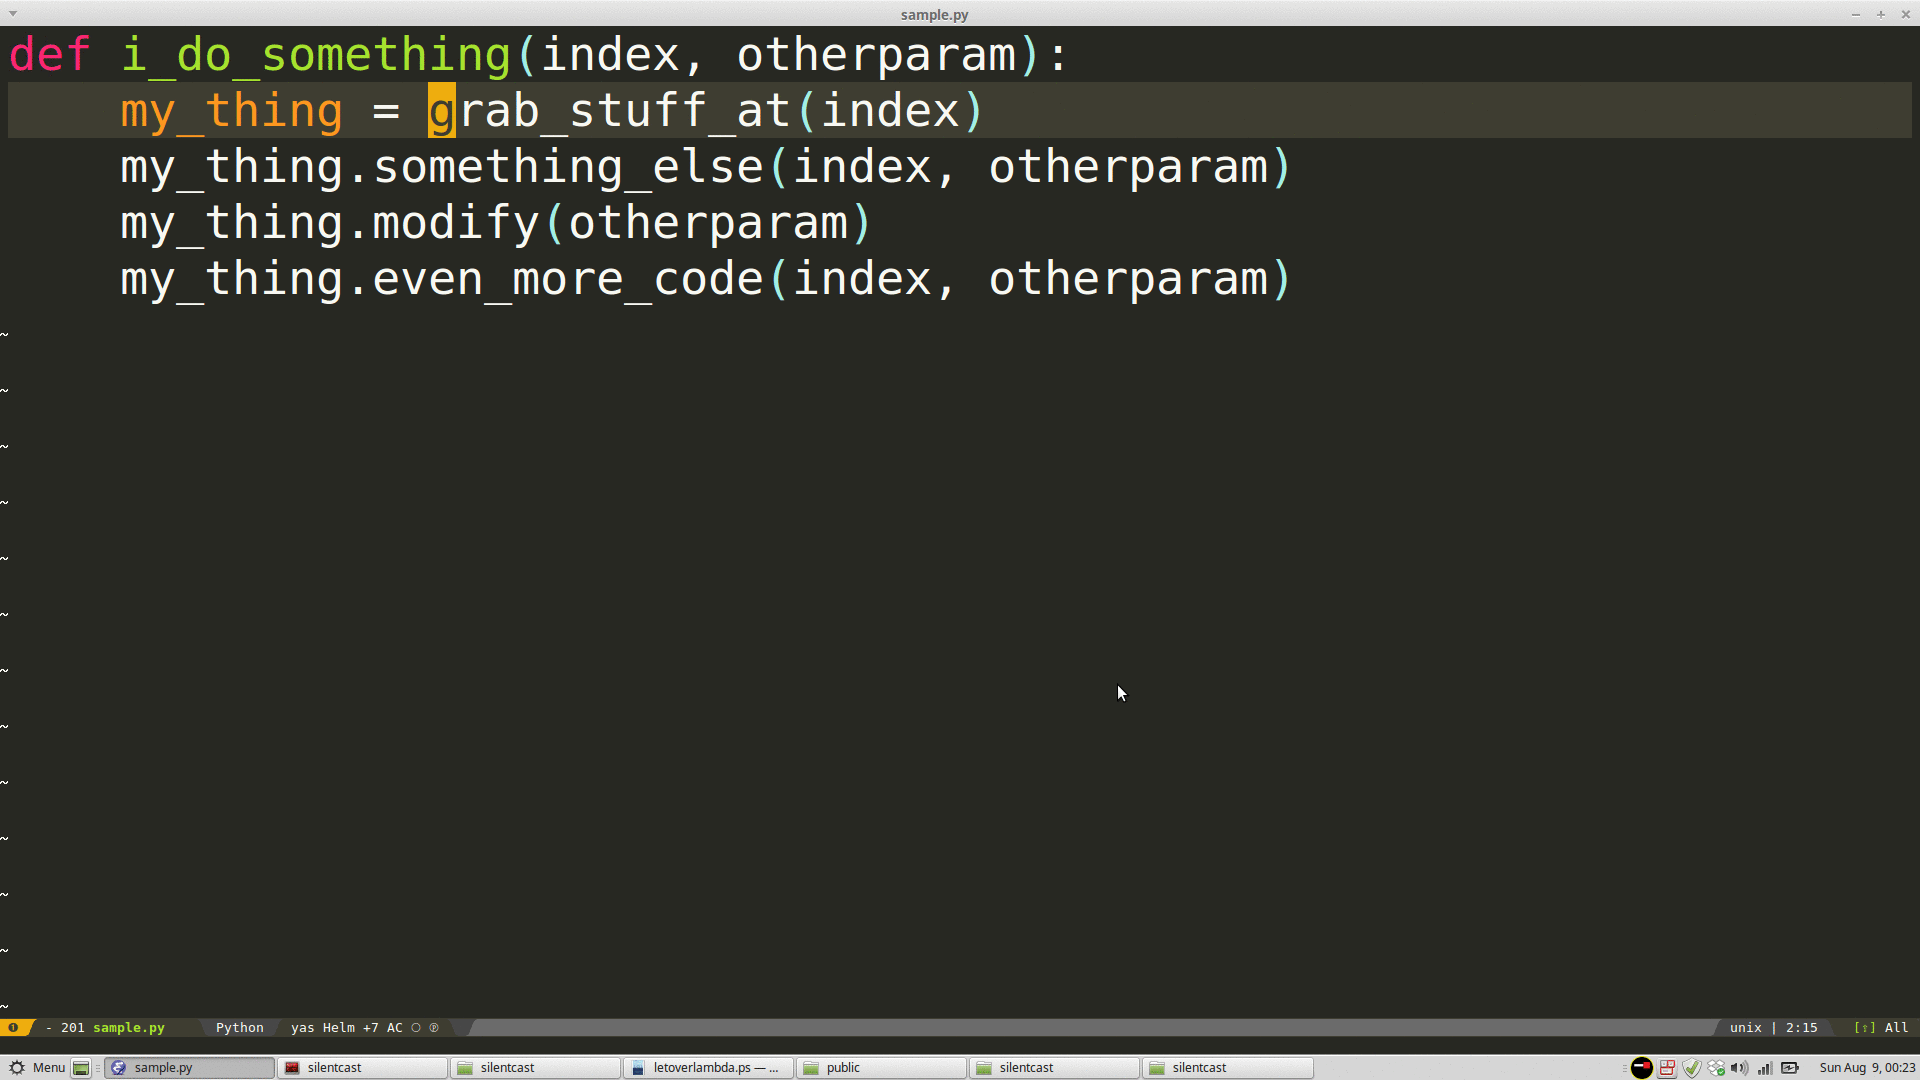 sample.py
def i_do_something(index, otherparam):
    my_thing = grab_stuff_at(index)
    my_thing.something_else(index, otherparam)
    my_thing.modify(otherparam)
    my_thing.even_more_code(index, otherparam)
~
~
~
~
~
~
~
~
~
~
~
~
~
1 - 201 sample.py Python yas Helm +7 AC ○ ⓟ unix | 2:15 [⇧] All
Menu sample.py silentcast silentcast letoverlambda.ps — ... public silentcast silentcast Sun Aug 9, 00:23